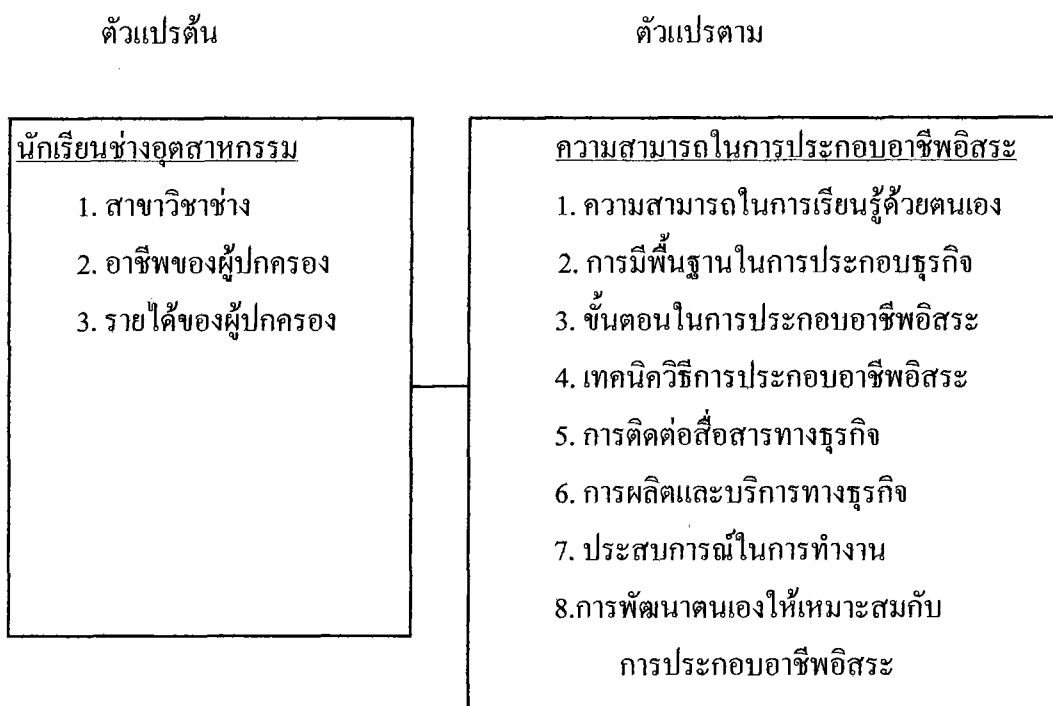 ตัวแปรต้น
ตัวแปรตาม
นักเรียนช่างอุตสาหกรรม
1. สาขาวิชาช่าง
2. อาชีพของผู้ปกครอง
3. รายได้ของผู้ปกครอง
ความสามารถในการประกอบอาชีพอิสระ
1. ความสามารถในการเรียนรู้ด้วยตนเอง
2. การมีพื้นฐานในการประกอบธุรกิจ
3. ขั้นตอนในการประกอบอาชีพอิสระ
4. เทคนิควิธีการประกอบอาชีพอิสระ
5. การติดต่อสื่อสารทางธุรกิจ
6. การผลิตและบริการทางธุรกิจ
7. ประสบการณ์ในการทำงาน
8.การพัฒนาตนเองให้เหมาะสมกับ
การประกอบอาชีพอิสระ